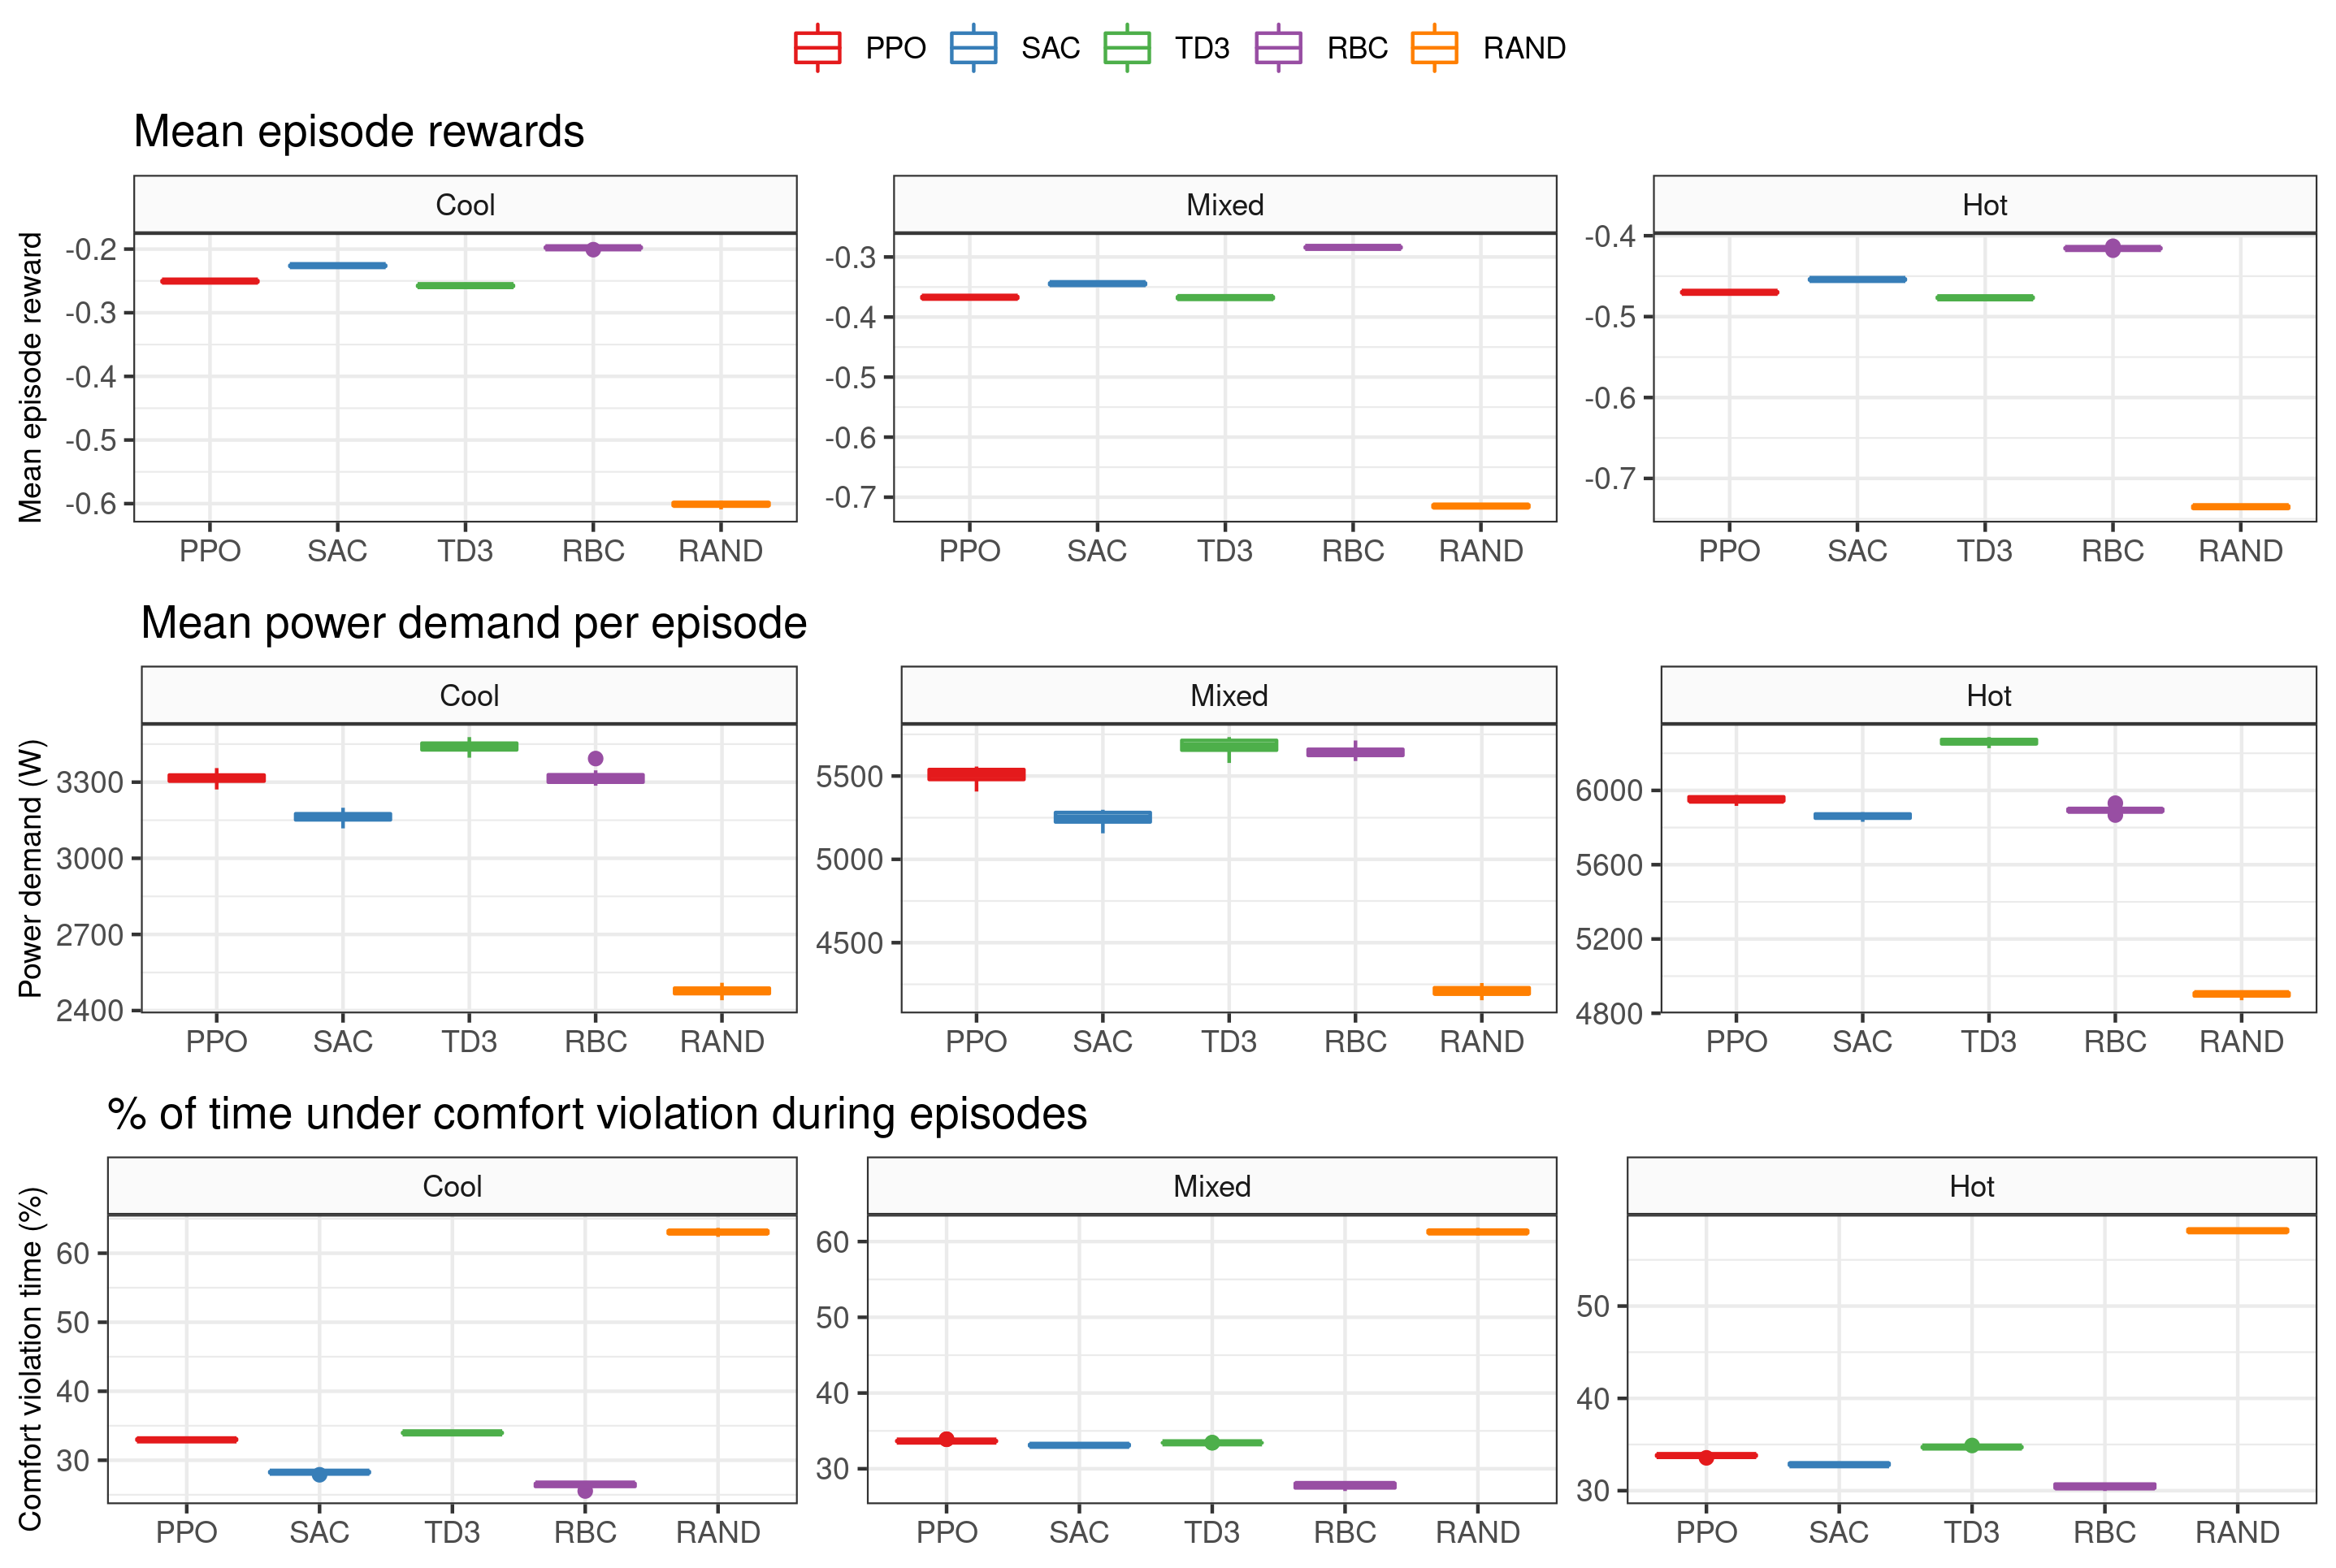 PPO SAC TD3 RBC RAND
Mean episode rewards
Cool Mixed Hot
Mean episode reward
-0.2
-0.3
-0.4
-0.5
-0.6
-0.3
-0.4
-0.5
-0.6
-0.7
-0.4
-0.5
-0.6
-0.7
PPO SAC TD3 RBC RAND PPO SAC TD3 RBC RAND PPO SAC TD3 RBC RAND
Mean power demand per episode
Cool Mixed Hot
Power demand (W)
3300
3000
2700
2400
5500
5000
4500
6000
5600
5200
4800
PPO SAC TD3 RBC RAND PPO SAC TD3 RBC RAND PPO SAC TD3 RBC RAND
% of time under comfort violation during episodes
Cool Mixed Hot
Comfort violation time (%)
60
50
40
30
60
50
40
30
50
40
30
PPO SAC TD3 RBC RAND PPO SAC TD3 RBC RAND PPO SAC TD3 RBC RAND